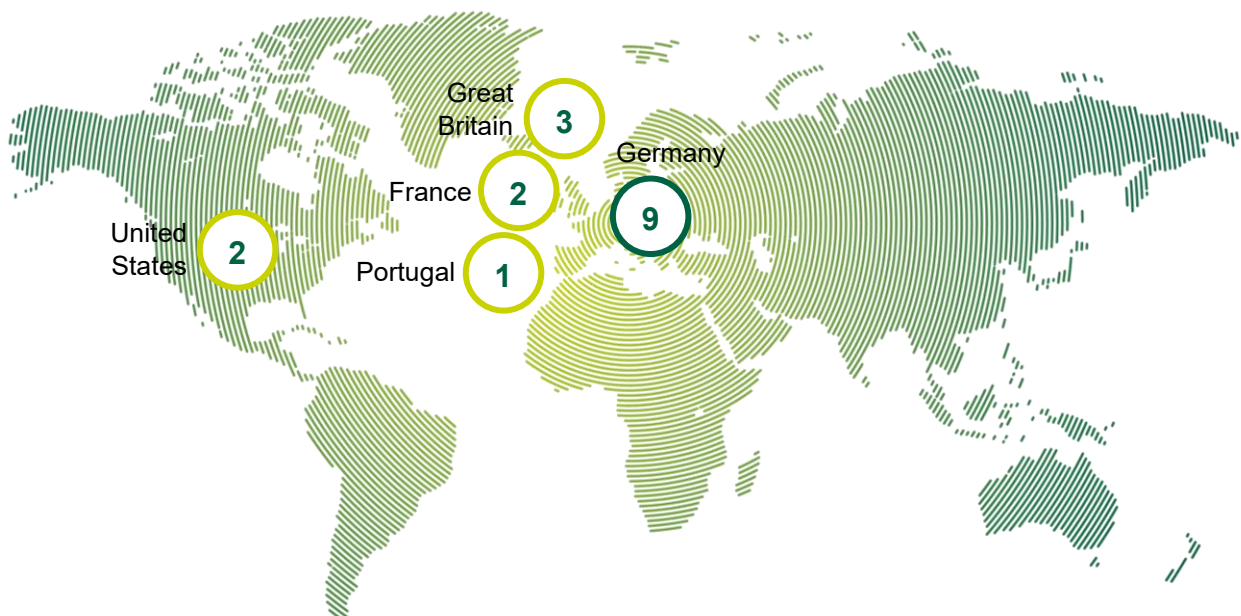 Great
Britain
3
Germany
France
2
9
United
States
2
Portugal
1